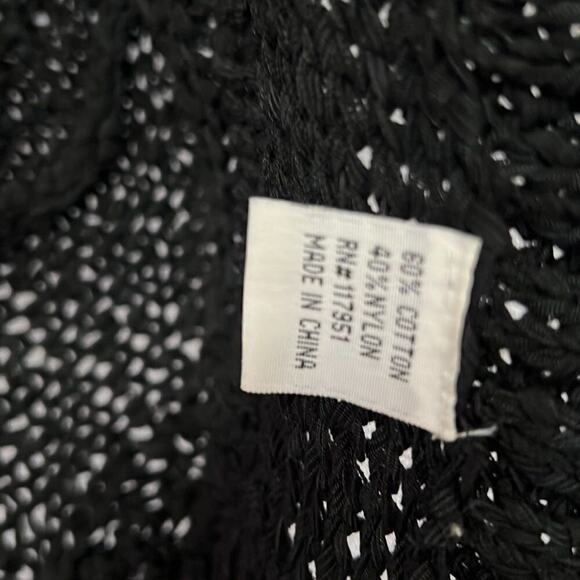 60% COTTON
40% NYLON
RN# 117951
MADE IN CHINA